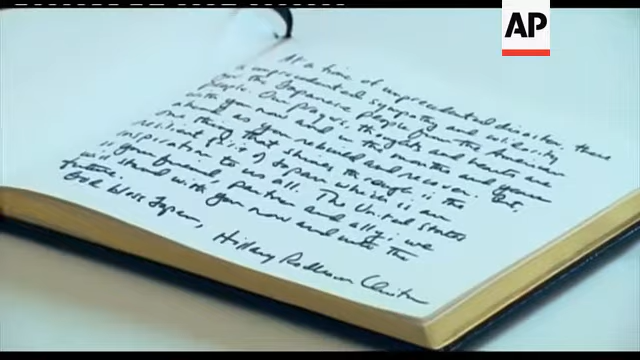 AP
At a time of unprecedented disaster, there
is unprecedented sympathy and solidarity
for the Japanese people from the American
people. Our prayers, thoughts and hearts are
with you now and in the months and years
ahead as you rebuild and recover. But,
one thing that shines through is the
resilient spirit of Japan which is an
inspiration to us all. The United States
is your friend, partner and ally; we
will stand with you now and into the
future.
God bless Japan,
Hillary Rodham Clinton